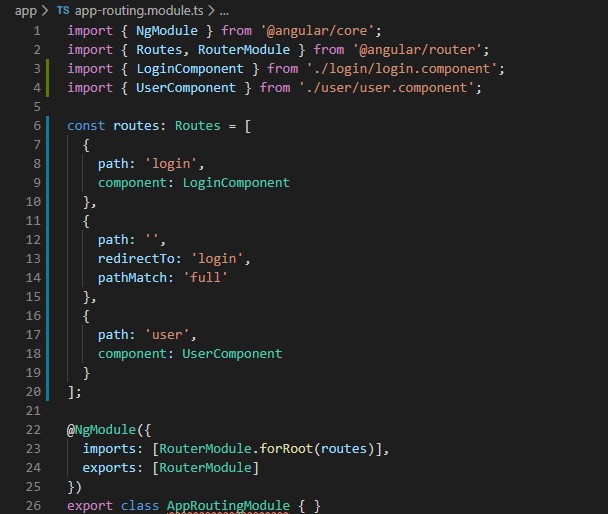 app > TS app-routing.module.ts > ...
1 import { NgModule } from '@angular/core';
2 import { Routes, RouterModule } from '@angular/router';
3 import { LoginComponent } from './login/login.component';
4 import { UserComponent } from './user/user.component';
5
6 const routes: Routes = [
7   {
8     path: 'login',
9     component: LoginComponent
10   },
11   {
12     path: '',
13     redirectTo: 'login',
14     pathMatch: 'full'
15   },
16   {
17     path: 'user',
18     component: UserComponent
19   }
20 ];
21
22 @NgModule({
23   imports: [RouterModule.forRoot(routes)],
24   exports: [RouterModule]
25 })
26 export class AppRoutingModule { }